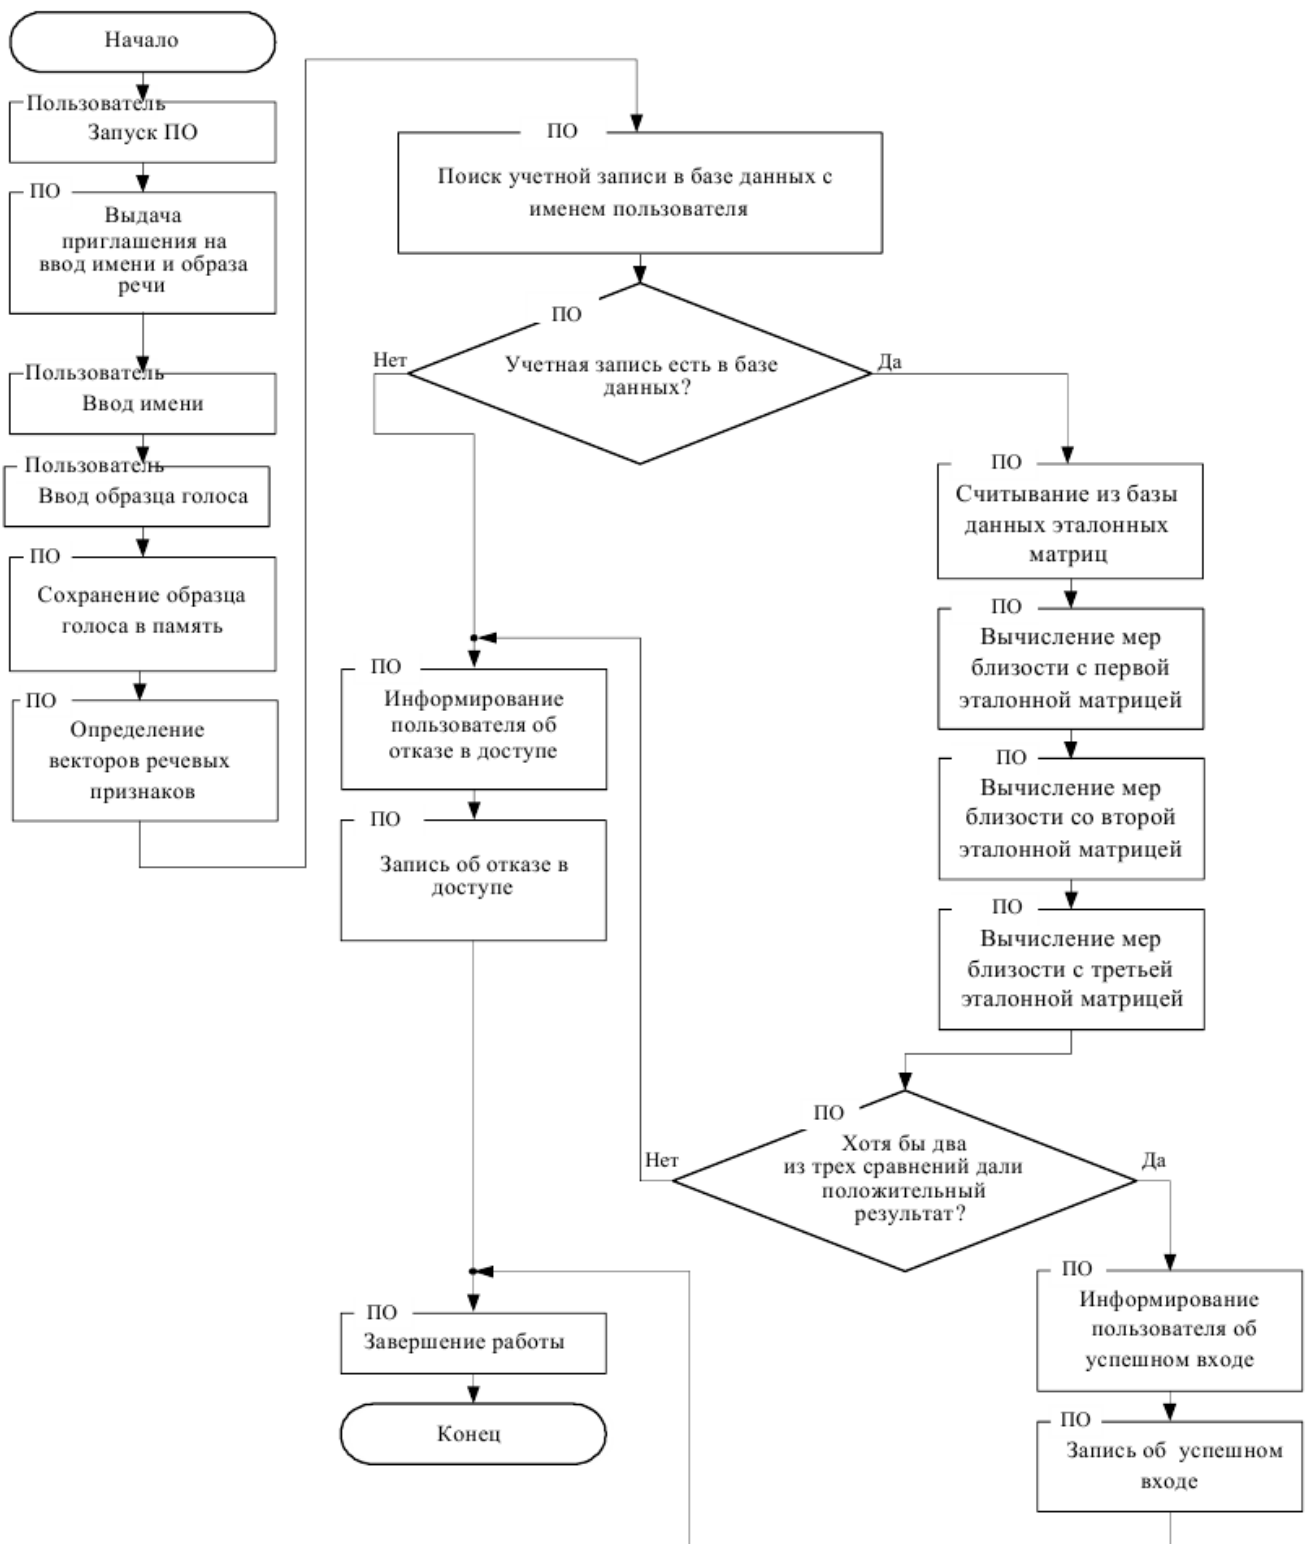 Начало
Пользователь
Запуск ПО
ПО
Выдача
приглашения на
ввод имени и образа
речи
Пользователь
Ввод имени
Пользователь
Ввод образца голоса
ПО
Сохранение образца
голоса в память
ПО
Определение
векторов речевых
признаков
ПО
Поиск учетной записи в базе данных с
именем пользователя
ПО
Учетная запись есть в базе
данных?
Нет
Да
ПО
Считывание из базы
данных эталонных
матриц
ПО
Вычисление мер
близости с первой
эталонной матрицей
ПО
Вычисление мер
близости со второй
эталонной матрицей
ПО
Вычисление мер
близости с третьей
эталонной матрицей
ПО
Хотя бы два
из трех сравнений дали
положительный
результат?
Нет
Да
ПО
Информирование
пользователя об
отказе в доступе
ПО
Запись об отказе в
доступе
ПО
Информирование
пользователя об
успешном входе
ПО
Запись об успешном
входе
ПО
Завершение работы
Конец